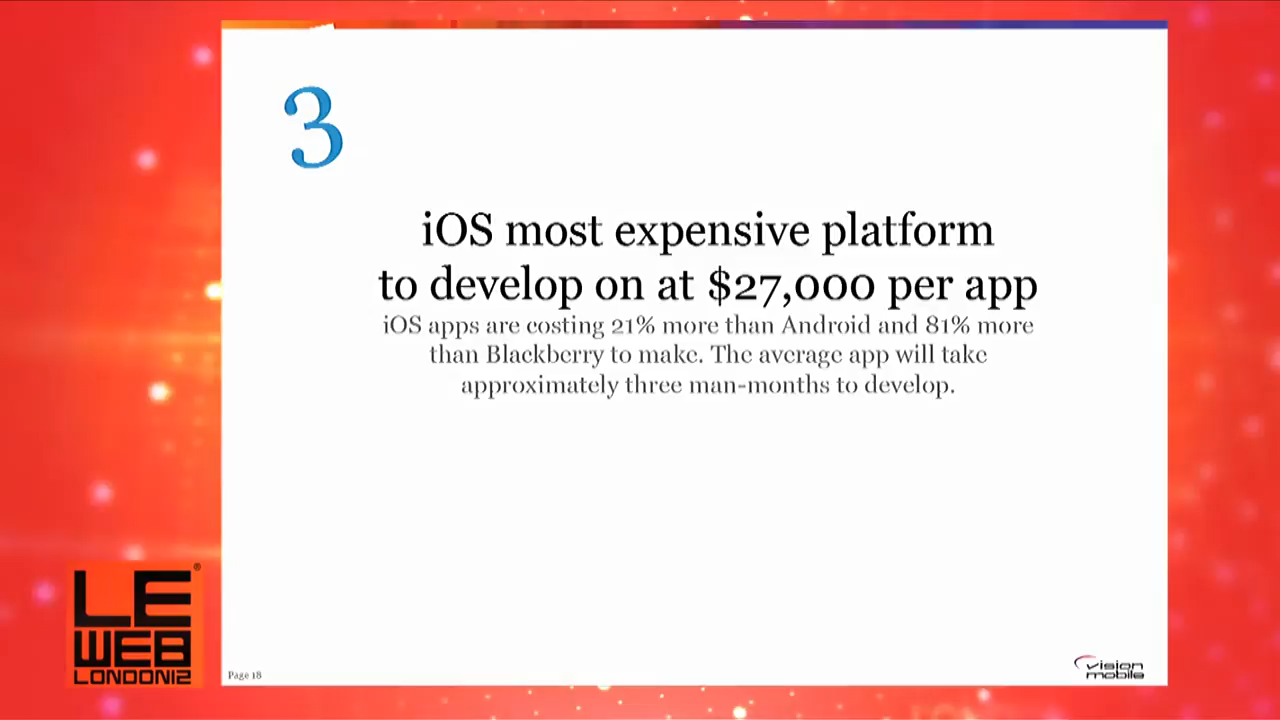 3
iOS most expensive platform
to develop on at $27,000 per app
iOS apps are costing 21% more than Android and 81% more
than Blackberry to make. The average app will take
approximately three man-months to develop.
LE
WEB
LONDON12
®
Page 18
vision
mobile